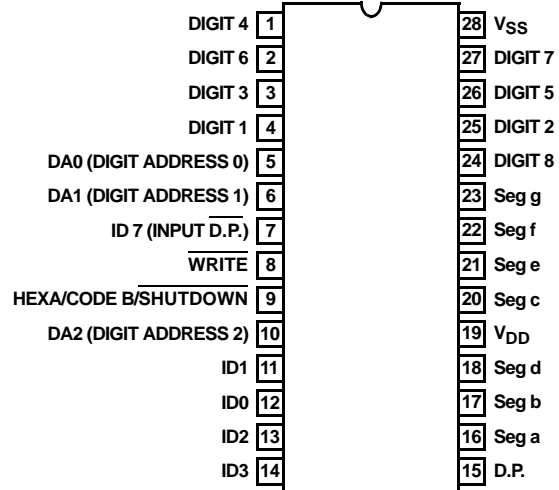 DIGIT 4 1 28 VSS
DIGIT 6 2 27 DIGIT 7
DIGIT 3 3 26 DIGIT 5
DIGIT 1 4 25 DIGIT 2
DA0 (DIGIT ADDRESS 0) 5 24 DIGIT 8
DA1 (DIGIT ADDRESS 1) 6 23 Seg g
ID 7 (INPUT D.P.) 7 22 Seg f
WRITE 8 21 Seg e
HEXA/CODE B/SHUTDOWN 9 20 Seg c
DA2 (DIGIT ADDRESS 2) 10 19 VDD
ID1 11 18 Seg d
ID0 12 17 Seg b
ID2 13 16 Seg a
ID3 14 15 D.P.